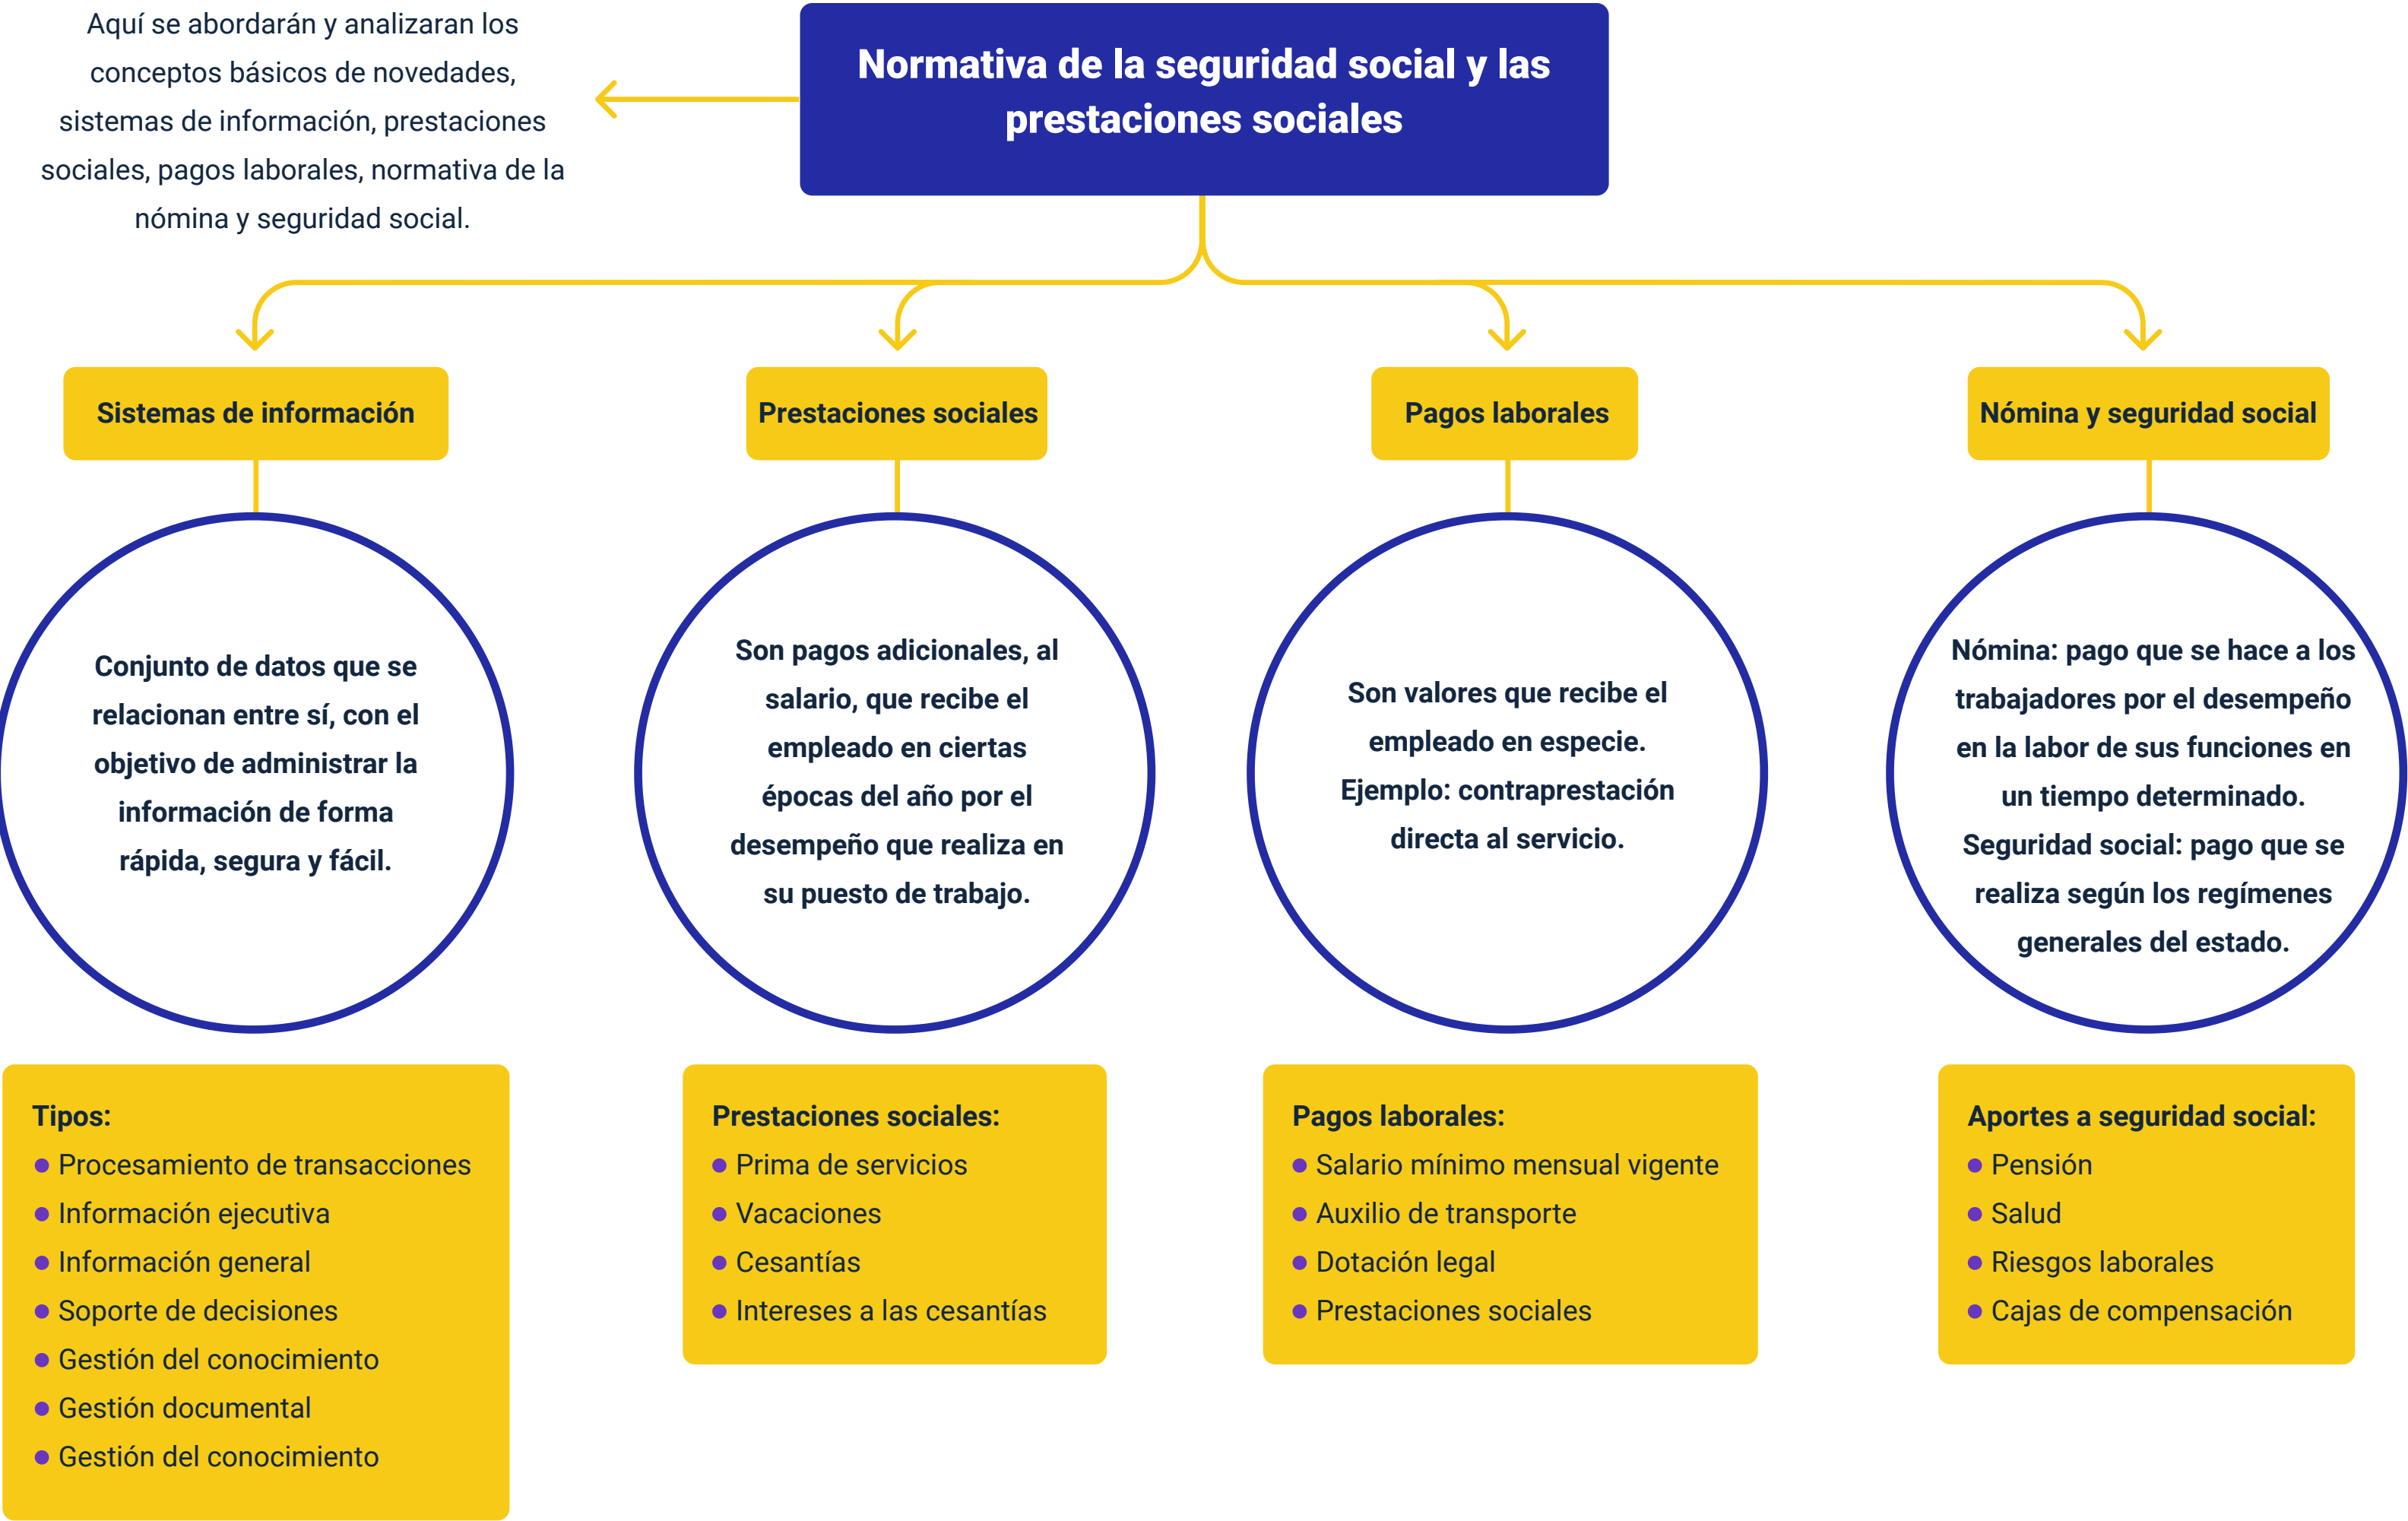 Aquí se abordarán y analizaran los
conceptos básicos de novedades,
sistemas de información, prestaciones
sociales, pagos laborales, normativa de la
nómina y seguridad social.
Normativa de la seguridad social y las
prestaciones sociales
Sistemas de información
Conjunto de datos que se
relacionan entre sí, con el
objetivo de administrar la
información de forma
rápida, segura y fácil.
Tipos:
● Procesamiento de transacciones
● Información ejecutiva
● Información general
● Soporte de decisiones
● Gestión del conocimiento
● Gestión documental
● Gestión del conocimiento
Prestaciones sociales
Son pagos adicionales, al
salario, que recibe el
empleado en ciertas
épocas del año por el
desempeño que realiza en
su puesto de trabajo.
Prestaciones sociales:
● Prima de servicios
● Vacaciones
● Cesantías
● Intereses a las cesantías
Pagos laborales
Son valores que recibe el
empleado en especie.
Ejemplo: contraprestación
directa al servicio.
Pagos laborales:
● Salario mínimo mensual vigente
● Auxilio de transporte
● Dotación legal
● Prestaciones sociales
Nómina y seguridad social
Nómina: pago que se hace a los
trabajadores por el desempeño
en la labor de sus funciones en
un tiempo determinado.
Seguridad social: pago que se
realiza según los regímenes
generales del estado.
Aportes a seguridad social:
● Pensión
● Salud
● Riesgos laborales
● Cajas de compensación